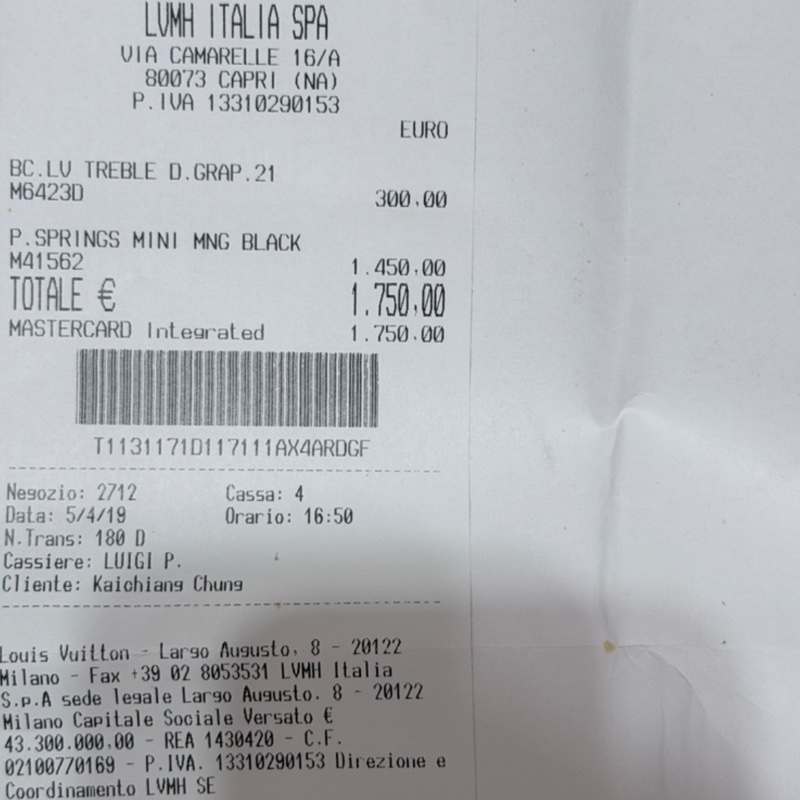 LVMH ITALIA SPA
VIA CAMARELLE 16/A
80073 CAPRI (NA)
P.IVA 13310290153
EURO
BC.LV TREBLE D.GRAP.21
M6423D 300,00
P.SPRINGS MINI MNG BLACK
M41562 1.450,00
TOTALE € 1.750,00
MASTERCARD Integrated 1.750,00
T1131171D117111AX4ARDGF
Negozio: 2712 Cassa: 4
Data: 5/4/19 Orario: 16:50
N.Trans: 180 D
Cassiere: LUIGI P.
Cliente: Kaichiang Chung
Louis Vuitton - Largo Augusto, 8 - 20122
Milano - Fax +39 02 8053531 LVMH Italia
S.p.A sede legale Largo Augusto. 8 - 20122
Milano Capitale Sociale Versato €
43.300.000,00 - REA 1430420 - C.F.
02100770169 - P.IVA. 13310290153 Direzione e
Coordinamento LVMH SE